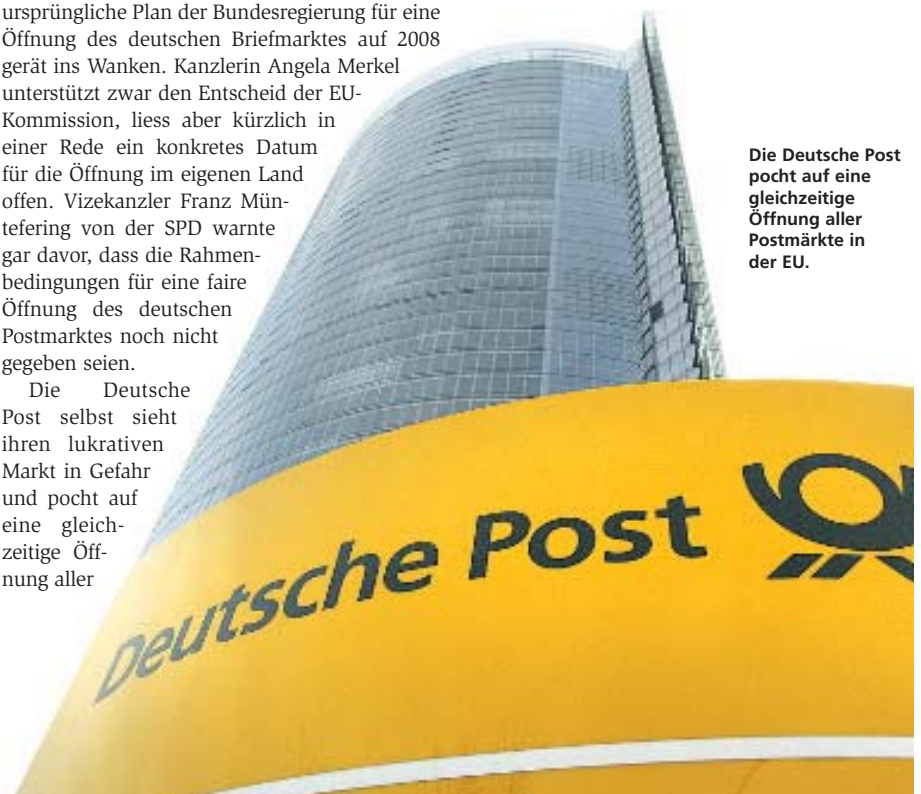 ursprüngliche Plan der Bundesregierung für eine
Öffnung des deutschen Briefmarktes auf 2008
gerät ins Wanken. Kanzlerin Angela Merkel
unterstützt zwar den Entscheid der EU-
Kommission, liess aber kürzlich in
einer Rede ein konkretes Datum
für die Öffnung im eigenen Land
offen. Vizekanzler Franz Mün-
tefering von der SPD warnte
gar davor, dass die Rahmen-
bedingungen für eine faire
Öffnung des deutschen
Postmarktes noch nicht
gegeben seien.
Die Deutsche
Post selbst sieht
ihren lukrativen
Markt in Gefahr
und pocht auf
eine gleich-
zeitige Öff-
nung aller
Die Deutsche Post
pocht auf eine
gleichzeitige
Öffnung aller
Postmärkte in
der EU.
Deutsche Post